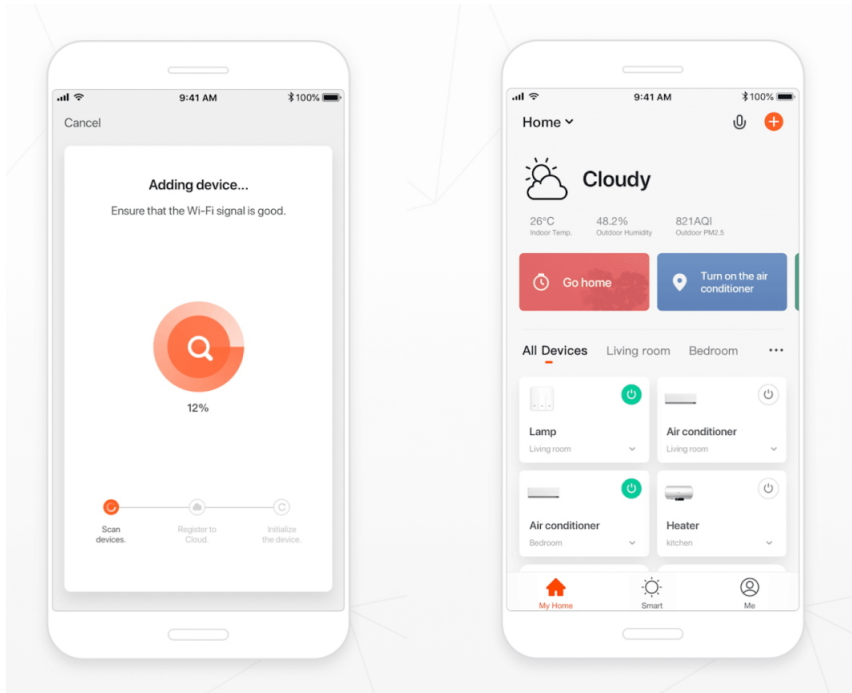 9:41 AM
100%
Cancel
Adding device...
Ensure that the Wi-Fi signal is good.
12%
Scan
devices.
Register to
Cloud.
Initialize
the device.
9:41 AM
100%
Home
Cloudy
26°C
48.2%
821AQI
Indoor Temp.
Outdoor Humidity
Outdoor PM2.5
Go home
Turn on the air
conditioner
All Devices
Living room
Bedroom
Lamp
Living room
Air conditioner
Living room
Air conditioner
Bedroom
Heater
kitchen
My Home
Smart
Me